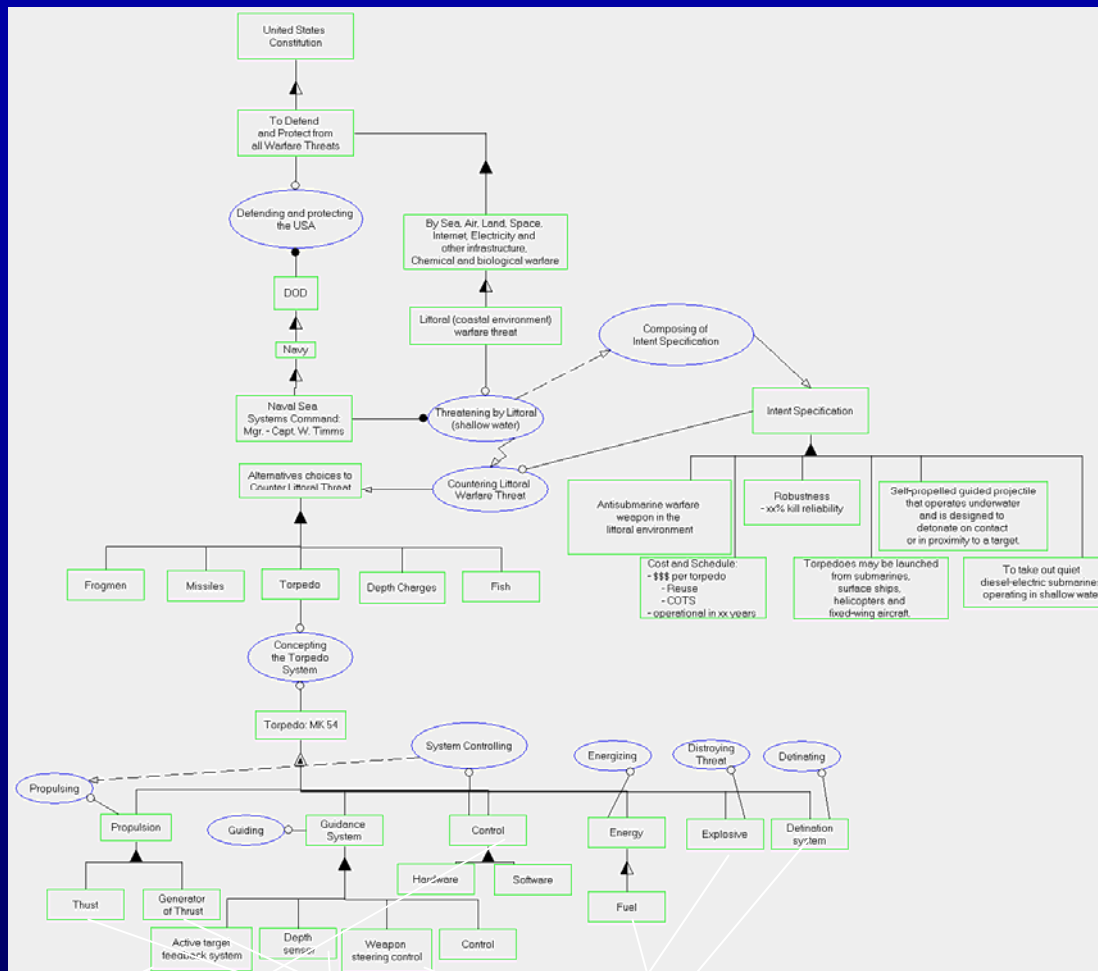 United States
Constitution
To Defend
and Protect from
all Warfare Threats
Defending and protecting
the USA
By Sea, Air, Land, Space,
Internet, Electricity and
other infrastructure,
Chemical and biological warfare
DOD
Littoral (coastal environment)
warfare threat
Composing of
Intent Specification
Navy
Naval Sea
Systems Command:
Mgr. - Capt. W. Timms
Threatening by Littoral
(shallow water)
Intent Specification
Alternatives choices to
Counter Littoral Threat
Countering Littoral
Warfare Threat
Antisubmarine warfare
weapon in the
littoral environment
Robustness
- xx% kill reliability
Self-propelled guided projectile
that operates underwater
and is designed to
detonate on contact
or in proximity to a target.
Cost and Schedule:
- $$$ per torpedo
- Reuse
- COTS
- operational in xx years
Torpedoes may be launched
from submarines,
surface ships,
helicopters and
fixed-wing aircraft.
To take out quiet
diesel-electric submarine
operating in shallow wate
Frogmen
Missiles
Torpedo
Depth Charges
Fish
Concepting
the Torpedo
System
Torpedo: MK 54
System Controlling
Energizing
Distroying
Threat
Detinating
Propulsing
Propulsion
Guiding
Guidance
System
Control
Energy
Explosive
Detination
system
Hardware
Software
Thust
Generator
of Thrust
Fuel
Active target
feedback system
Depth
sensor
Weapon
steering control
Control